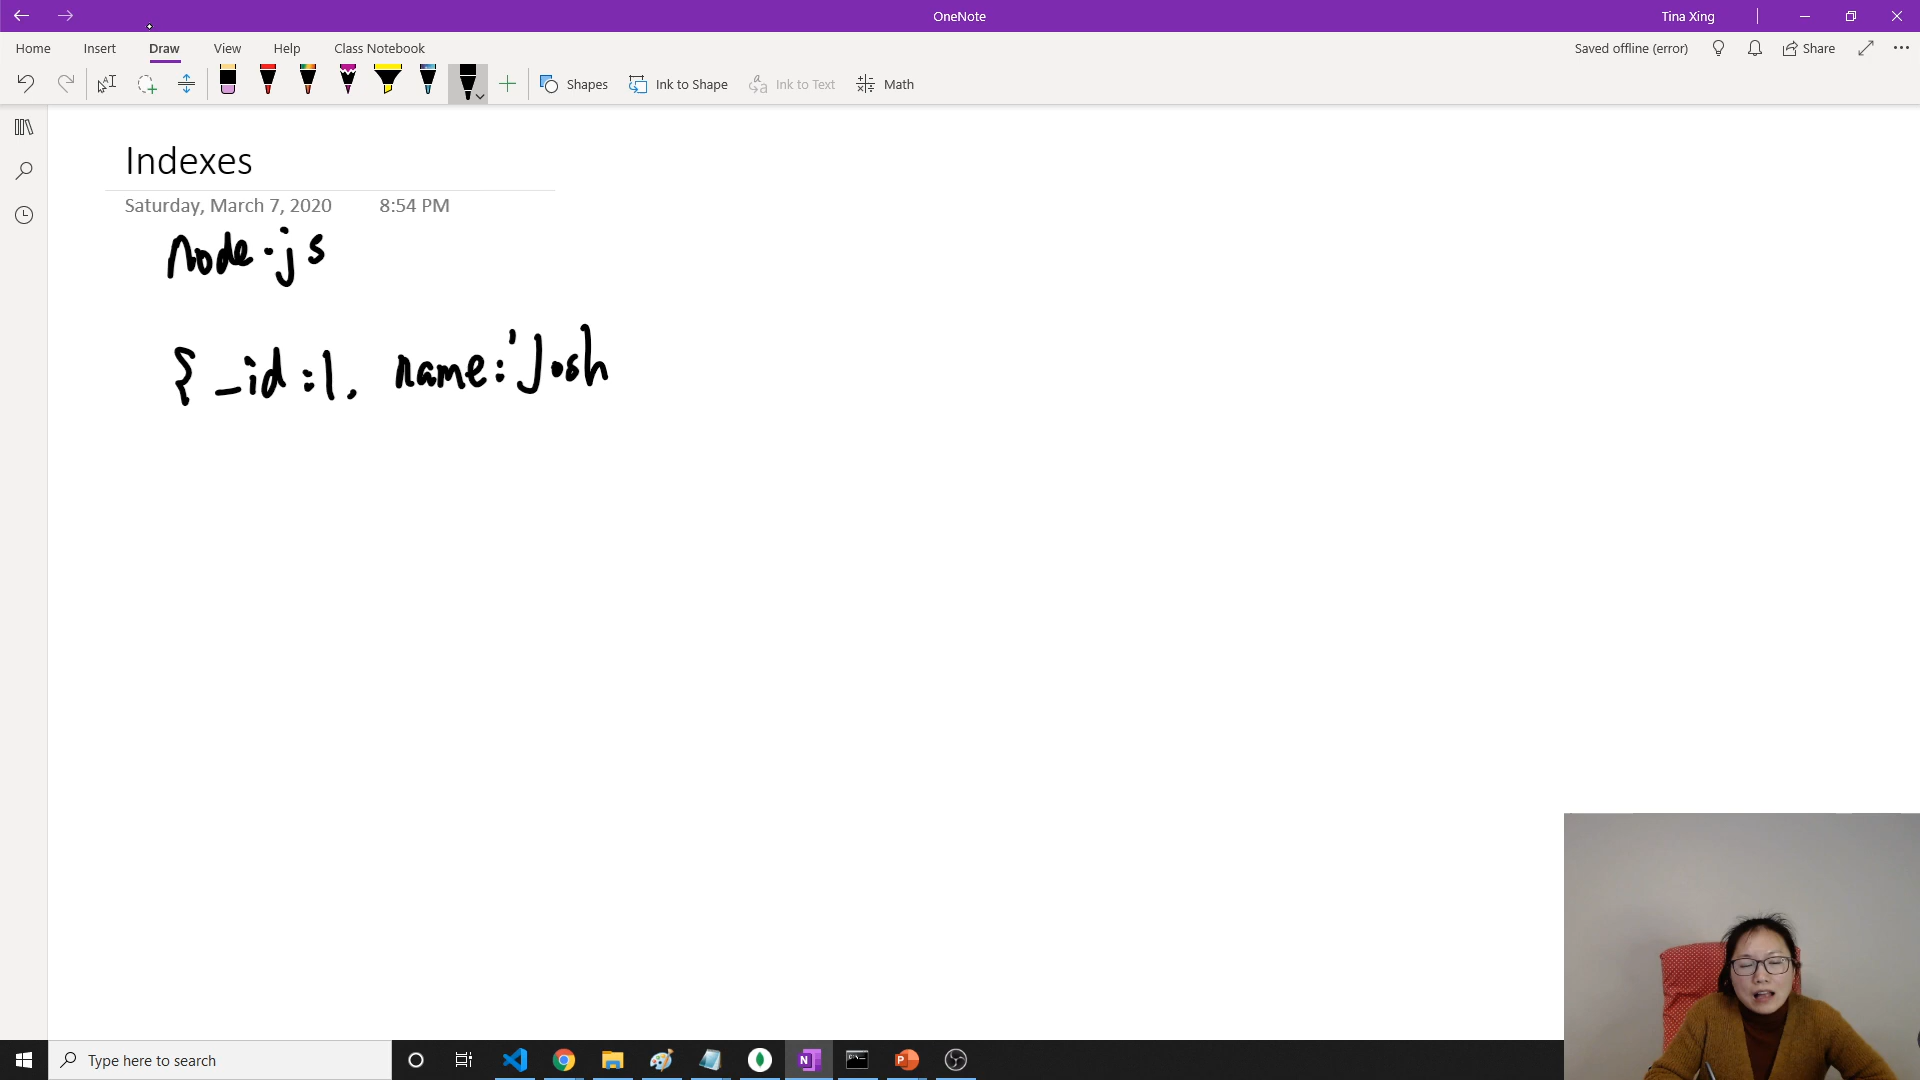 OneNote
Tina Xing
Home Insert Draw View Help Class Notebook
Saved offline (error) Share
Shapes Ink to Shape Ink to Text Math
Indexes
Saturday, March 7, 2020 8:54 PM
node.js
{ _id:1, name:'Josh
Type here to search